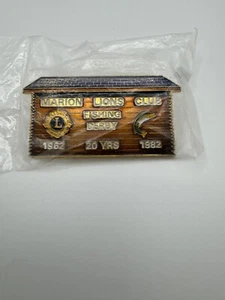 MARION LIONS CLUB
FISHING
DERBY
L
1962 20 YRS 1982